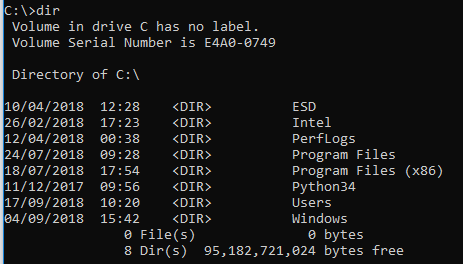 C:\>dir
Volume in drive C has no label.
Volume Serial Number is E4A0-0749
Directory of C:\
10/04/2018  12:28    <DIR>          ESD
26/02/2018  17:23    <DIR>          Intel
12/04/2018  00:38    <DIR>          PerfLogs
24/07/2018  09:28    <DIR>          Program Files
18/07/2018  17:54    <DIR>          Program Files (x86)
11/12/2017  09:56    <DIR>          Python34
17/09/2018  10:20    <DIR>          Users
04/09/2018  15:42    <DIR>          Windows
0 File(s)              0 bytes
8 Dir(s)  95,182,721,024 bytes free